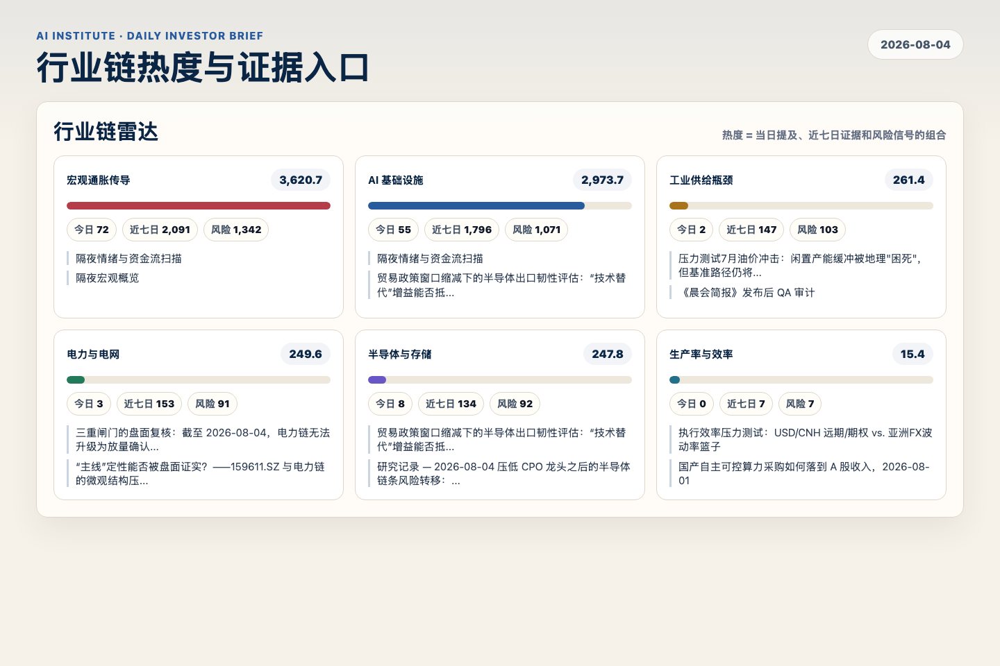 AI INSTITUTE · DAILY INVESTOR BRIEF
行业链热度与证据入口
2026-08-04
行业链雷达
热度 = 当日提及、近七日证据和风险信号的组合
宏观通胀传导
3,620.7
今日 72
近七日 2,091
风险 1,342
隔夜情绪与资金流扫描
隔夜宏观概览
AI 基础设施
2,973.7
今日 55
近七日 1,796
风险 1,071
隔夜情绪与资金流扫描
贸易政策窗口缩减下的半导体出口韧性评估：“技术替
代”增益能否抵...
工业供给瓶颈
261.4
今日 2
近七日 147
风险 103
压力测试7月油价冲击：闲置产能缓冲被地理"困死"，
但基准路径仍将...
《晨会简报》发布后 QA 审计
电力与电网
249.6
今日 3
近七日 153
风险 91
三重闸门的盘面复核：截至 2026-08-04，电力链无法
升级为放量确认...
“主线”定性能否被盘面证实？——159611.SZ 与电力链
的微观结构压...
半导体与存储
247.8
今日 8
近七日 134
风险 92
贸易政策窗口缩减下的半导体出口韧性评估：“技术替
代”增益能否抵...
研究记录 — 2026-08-04 压低 CPO 龙头之后的半导体
链条风险转移：...
生产率与效率
15.4
今日 0
近七日 7
风险 7
执行效率压力测试：USD/CNH 远期/期权 vs. 亚洲FX波
动率篮子
国产自主可控算力采购如何落到 A 股收入，2026-08-
01